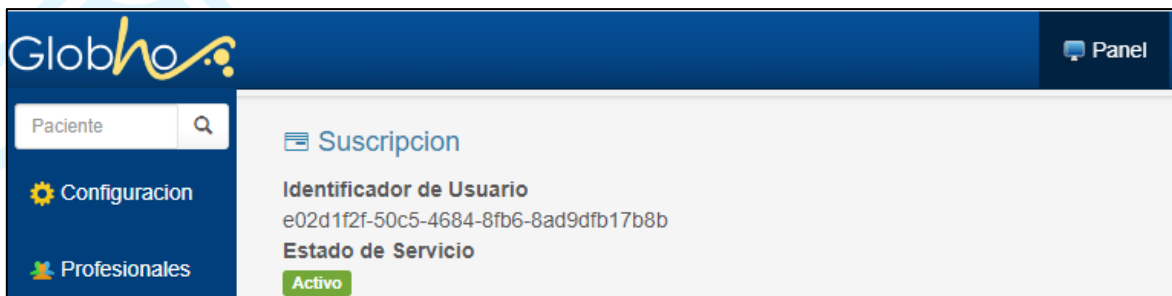 Globho
Panel
Paciente
Configuracion
Profesionales
Suscripcion
Identificador de Usuario
e02d1f2f-50c5-4684-8fb6-8ad9dfb17b8b
Estado de Servicio
Activo